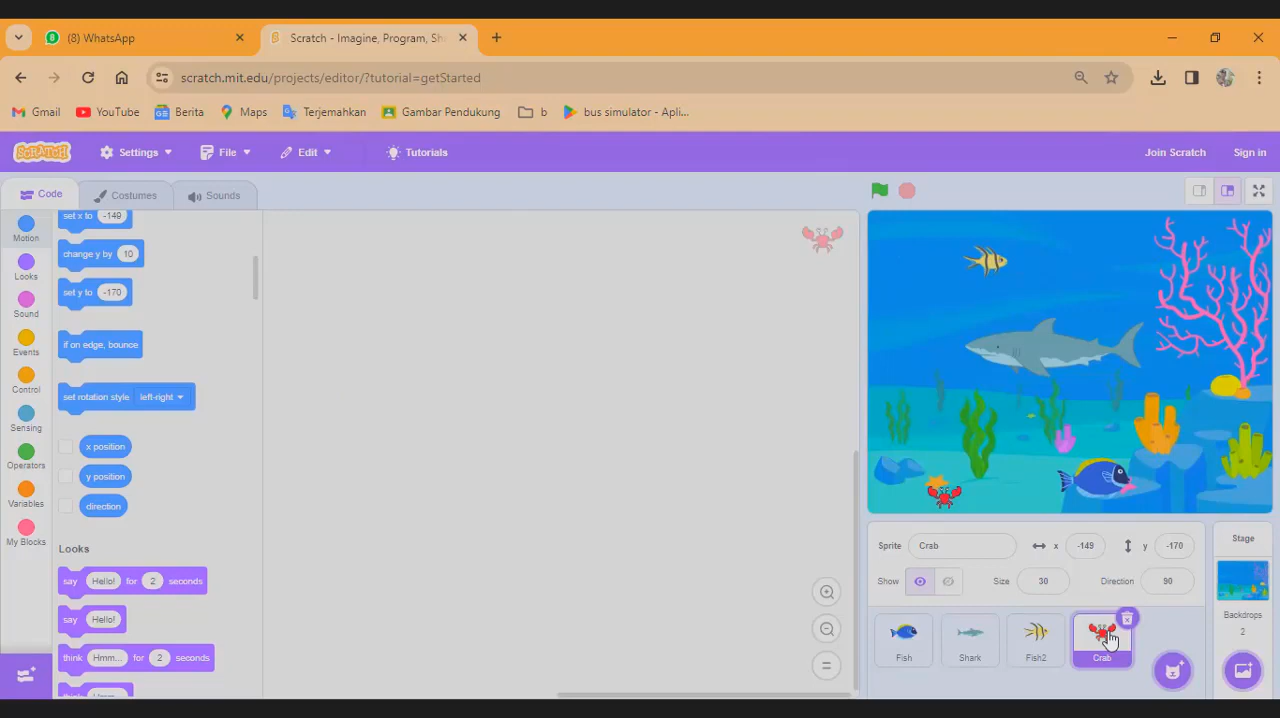 (8) WhatsApp
Scratch - Imagine, Program, Sh
scratch.mit.edu/projects/editor/?tutorial=getStarted
Gmail YouTube Berita Maps Terjemahkan Gambar Pendukung b bus simulator - Apli...
SCRATCH Settings File Edit Tutorials Join Scratch Sign in
Code Costumes Sounds
Motion
Looks
Sound
Events
Control
Sensing
Operators
Variables
My Blocks
set x to -149
change y by 10
set y to -170
if on edge, bounce
set rotation style left-right
x position
y position
direction
Looks
say Hello! for 2 seconds
say Hello!
think Hmm... for 2 seconds
Sprite Crab x -149 y -170
Show Size 30 Direction 90
Fish Shark Fish2 Crab
Stage
Backdrops
2